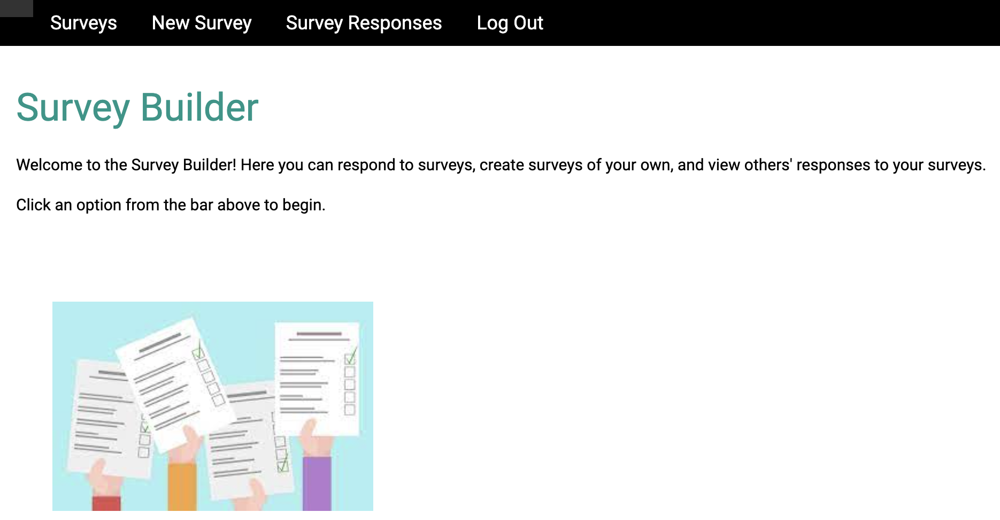 Surveys New Survey Survey Responses Log Out
Survey Builder
Welcome to the Survey Builder! Here you can respond to surveys, create surveys of your own, and view others' responses to your surveys.
Click an option from the bar above to begin.